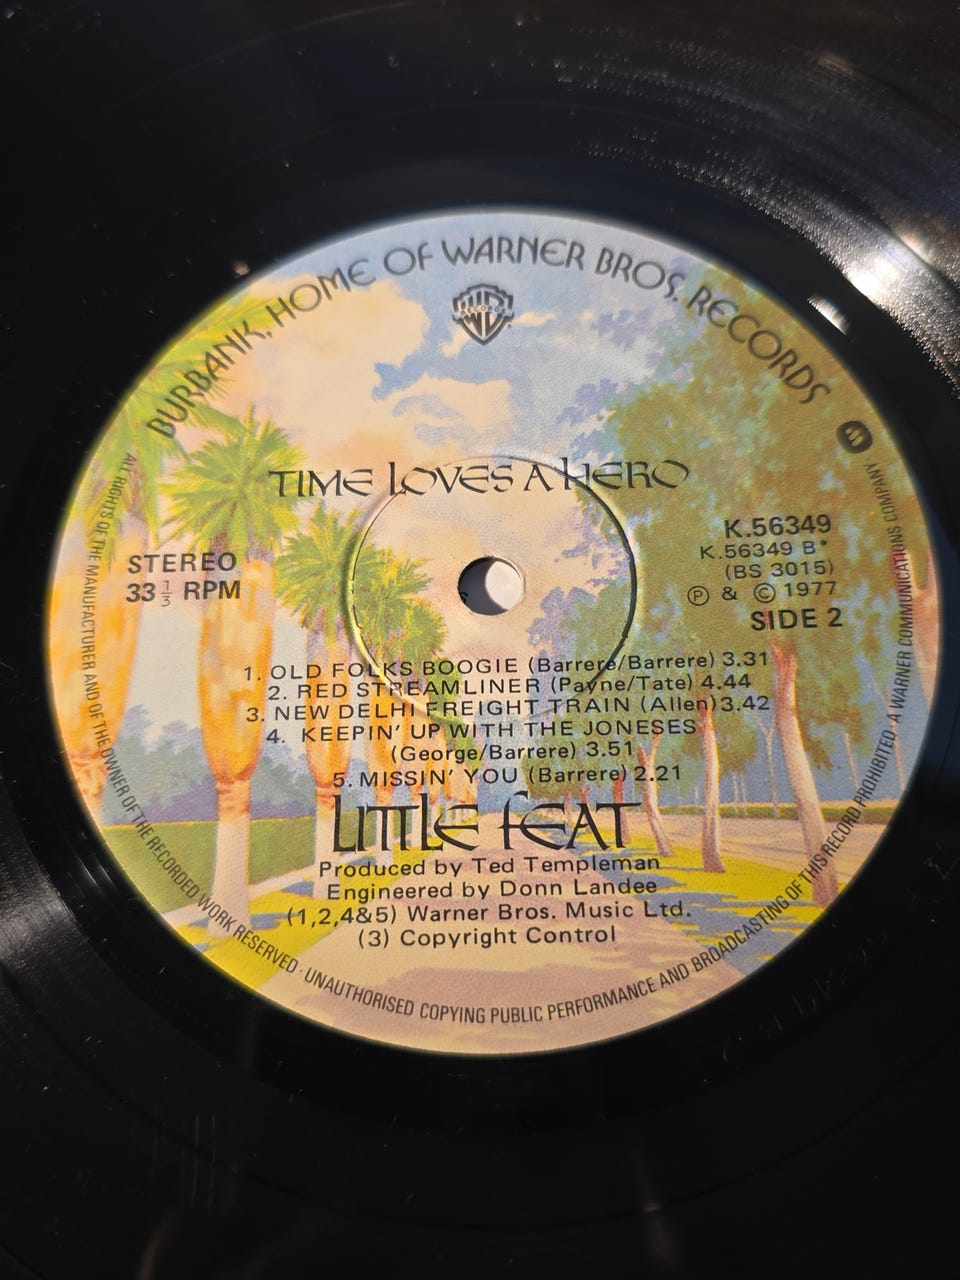 BURBANK, HOME OF WARNER BROS. RECORDS
TIME LOVES A HERO
K.56349
K.56349 B*
(BS 3015)
Ⓟ & © 1977
SIDE 2
STEREO
33 1/3 RPM
1. OLD FOLKS BOOGIE (Barrere/Barrere) 3.31
2. RED STREAMLINER (Payne/Tate) 4.44
3. NEW DELHI FREIGHT TRAIN (Allen) 3.42
4. KEEPIN' UP WITH THE JONESES
(George/Barrere) 3.51
5. MISSIN' YOU (Barrere) 2.21
LITTLE FEAT
Produced by Ted Templeman
Engineered by Donn Landee
(1,2,4&5) Warner Bros. Music Ltd.
(3) Copyright Control
ALL RIGHTS OF THE MANUFACTURER AND OF THE OWNER OF THE RECORDED WORK RESERVED · UNAUTHORISED COPYING PUBLIC PERFORMANCE AND BROADCASTING OF THIS RECORD PROHIBITED · A WARNER COMMUNICATIONS COMPANY